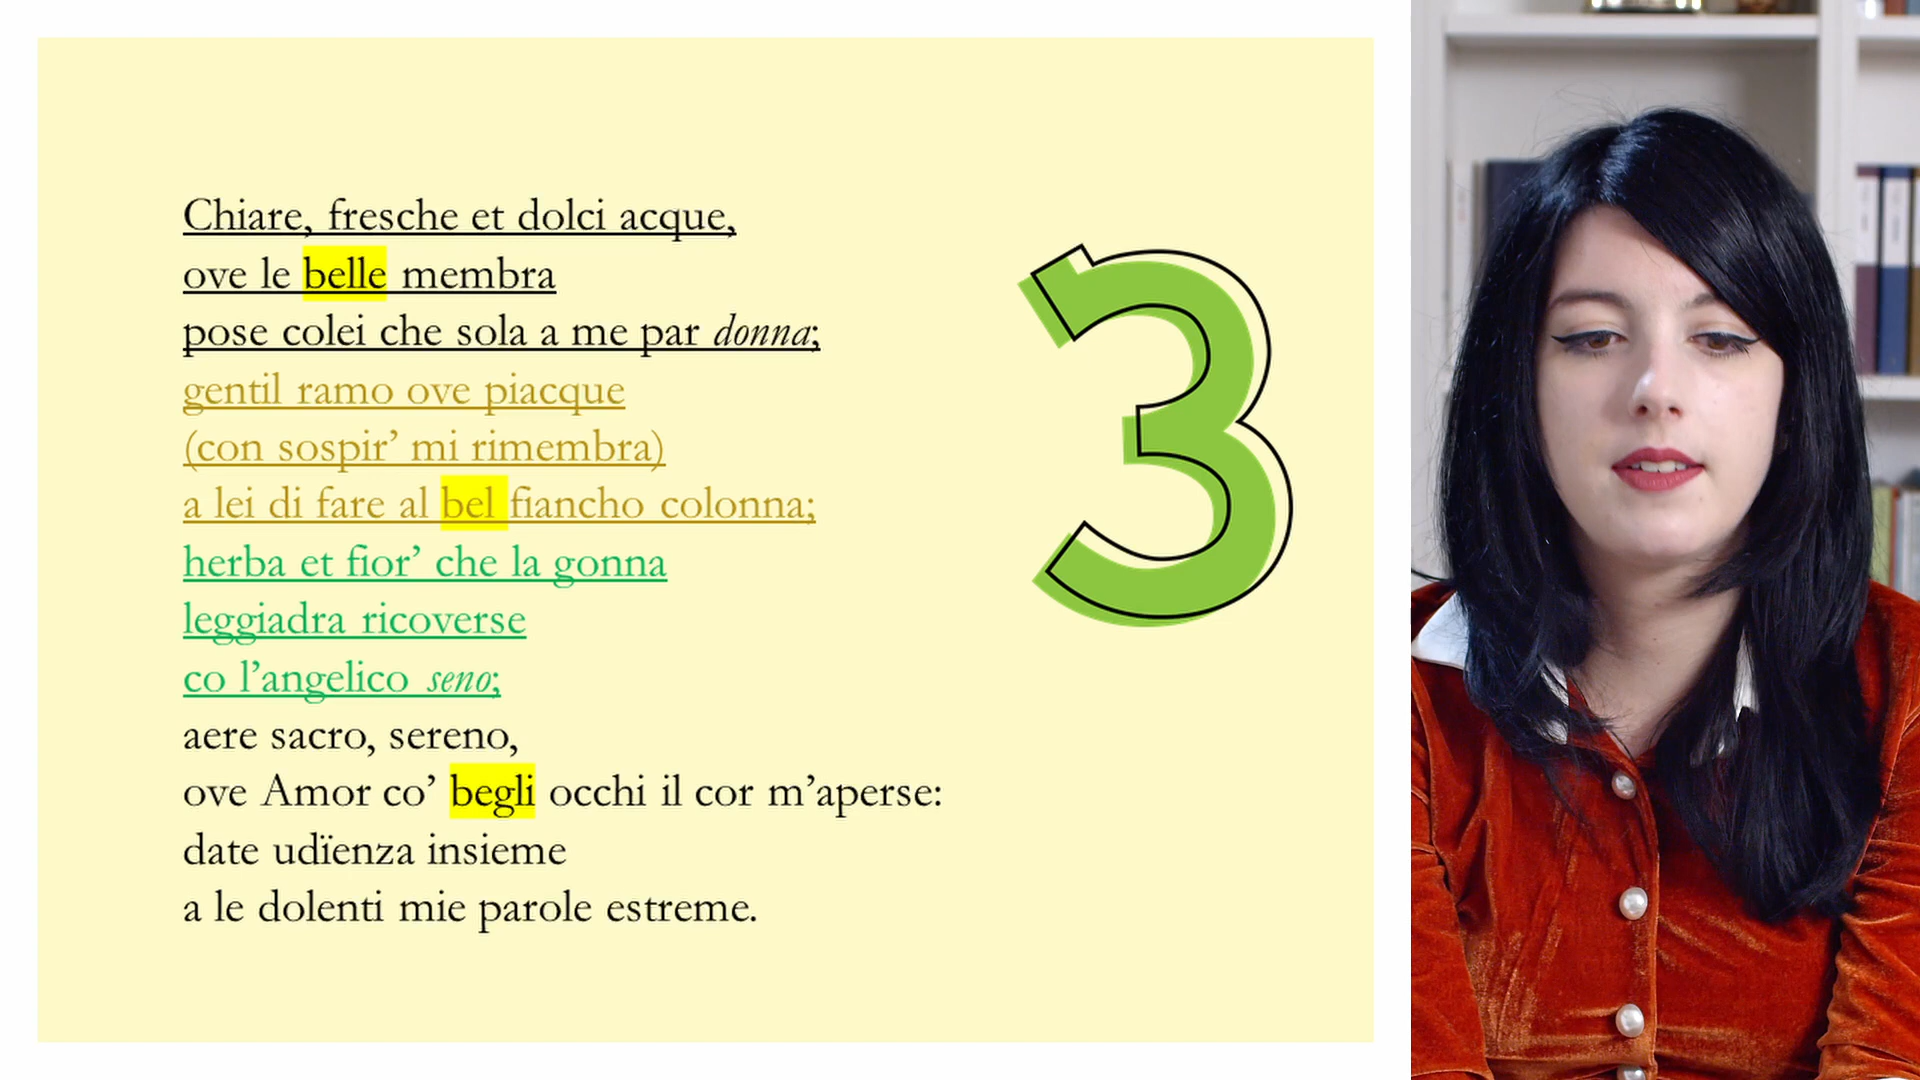 Chiare, fresche et dolci acque,
ove le belle membra
pose colei che sola a me par donna;
gentil ramo ove piacque
(con sospir’ mi rimembra)
a lei di fare al bel fiancho colonna;
herba et fior’ che la gonna
leggiadra ricoverse
co l’angelico seno;
aere sacro, sereno,
ove Amor co’ begli occhi il cor m’aperse:
date udïenza insieme
a le dolenti mie parole estreme.
3